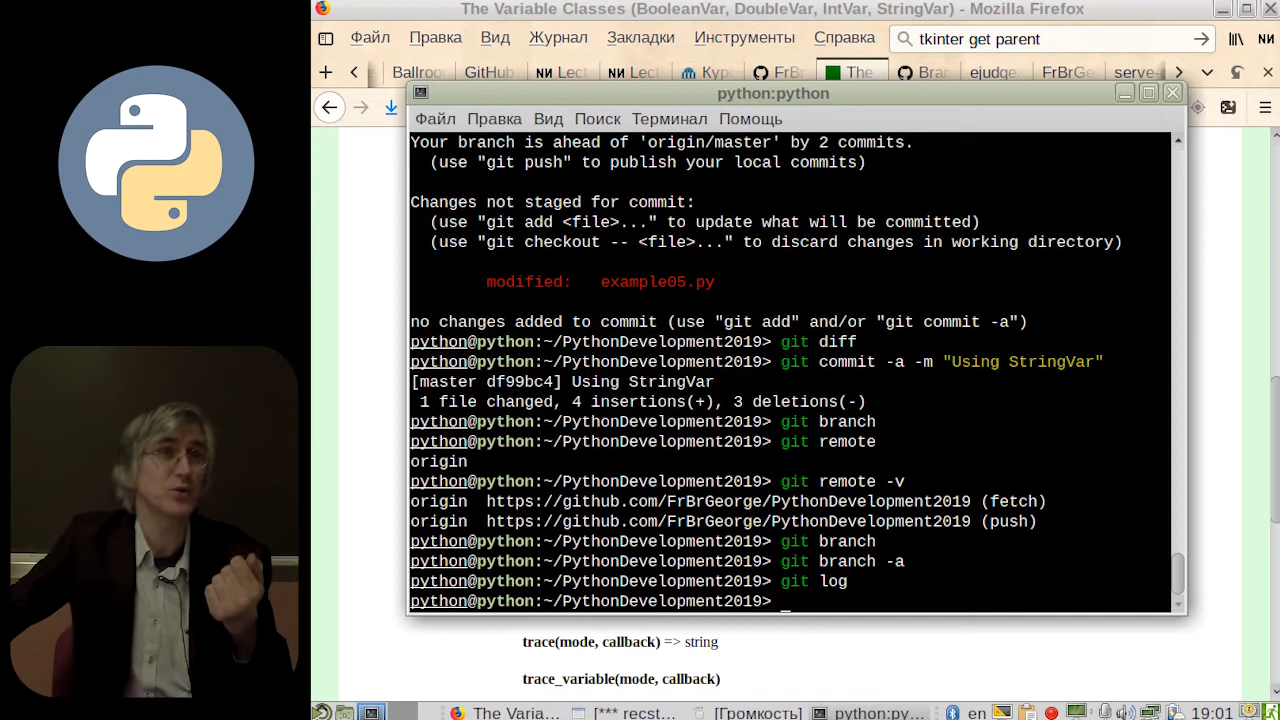 The Variable Classes (BooleanVar, DoubleVar, IntVar, StringVar) - Mozilla Firefox
Файл Правка Вид Журнал Закладки Инструменты Справка tkinter get parent
Ballroo GitHub Lect Lect Курс FrBr The Bran ejudge FrBrGe serve-
python:python
Файл Правка Вид Поиск Терминал Помощь
Your branch is ahead of 'origin/master' by 2 commits.
(use "git push" to publish your local commits)
Changes not staged for commit:
(use "git add <file>..." to update what will be committed)
(use "git checkout -- <file>..." to discard changes in working directory)
modified: example05.py
no changes added to commit (use "git add" and/or "git commit -a")
python@python:~/PythonDevelopment2019> git diff
python@python:~/PythonDevelopment2019> git commit -a -m "Using StringVar"
[master df99bc4] Using StringVar
1 file changed, 4 insertions(+), 3 deletions(-)
python@python:~/PythonDevelopment2019> git branch
python@python:~/PythonDevelopment2019> git remote
origin
python@python:~/PythonDevelopment2019> git remote -v
origin https://github.com/FrBrGeorge/PythonDevelopment2019 (fetch)
origin https://github.com/FrBrGeorge/PythonDevelopment2019 (push)
python@python:~/PythonDevelopment2019> git branch
python@python:~/PythonDevelopment2019> git branch -a
python@python:~/PythonDevelopment2019> git log
python@python:~/PythonDevelopment2019>
trace(mode, callback) => string
trace_variable(mode, callback)
The Varia... [*** recst... [Громкость] python:py... en 19:01